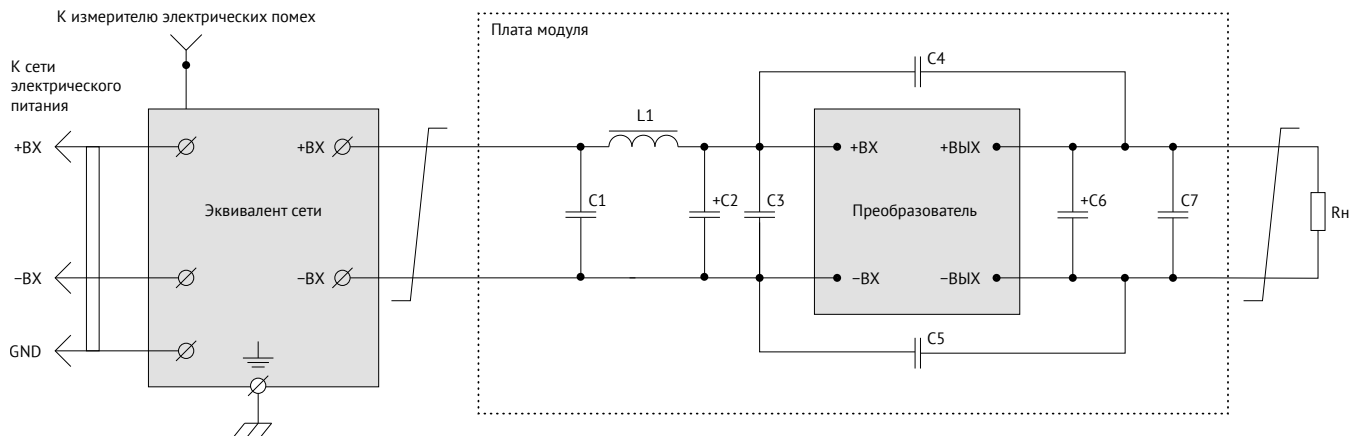 К измерителю электрических помех
Плата модуля
К сети
электрического
питания
C4
L1
+ВХ
+ВХ
+ВХ
+ВЫХ
Эквивалент сети
C1
+C2
C3
Преобразователь
+C6
C7
Rн
–ВХ
–ВХ
–ВХ
–ВЫХ
C5
GND